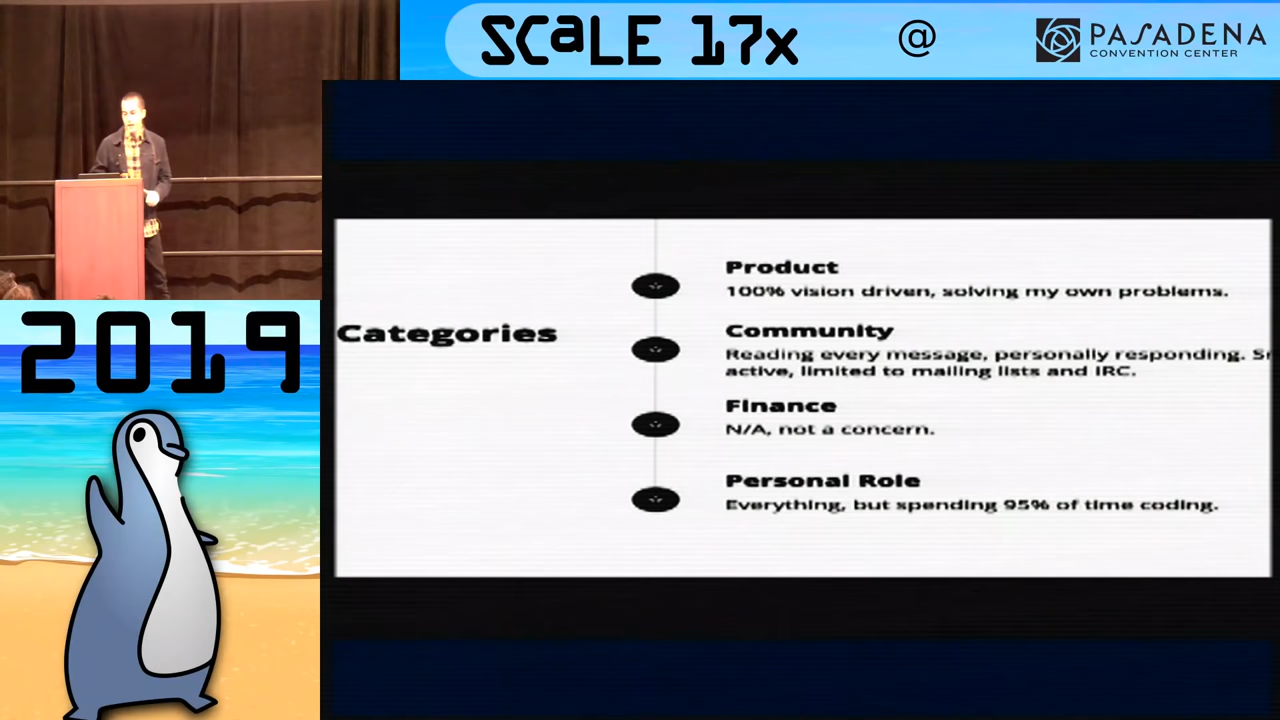 SCaLE 17x @ PASADENA
CONVENTION CENTER
2019
Categories
Product
100% vision driven, solving my own problems.
Community
Reading every message, personally responding.
active, limited to mailing lists and IRC.
Finance
N/A, not a concern.
Personal Role
Everything, but spending 95% of time coding.